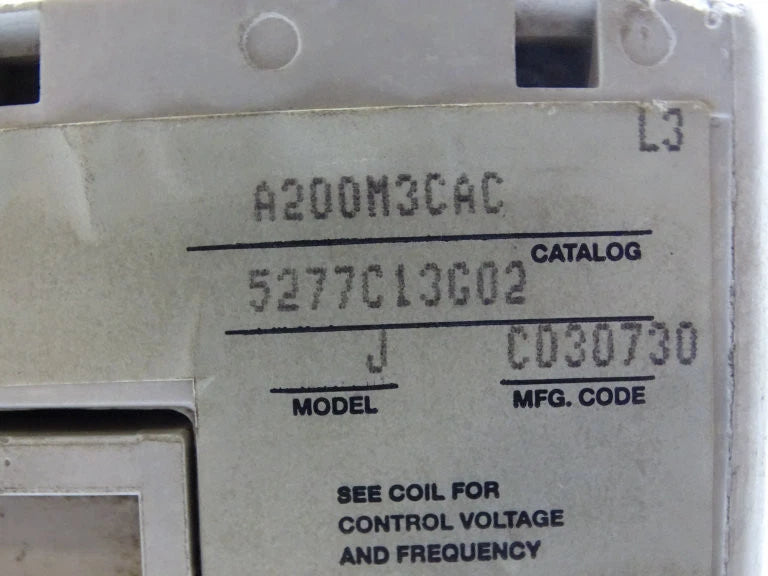 L3
A200M3CAC
CATALOG
5277C13G02
J CD30730
MODEL MFG. CODE
SEE COIL FOR
CONTROL VOLTAGE
AND FREQUENCY